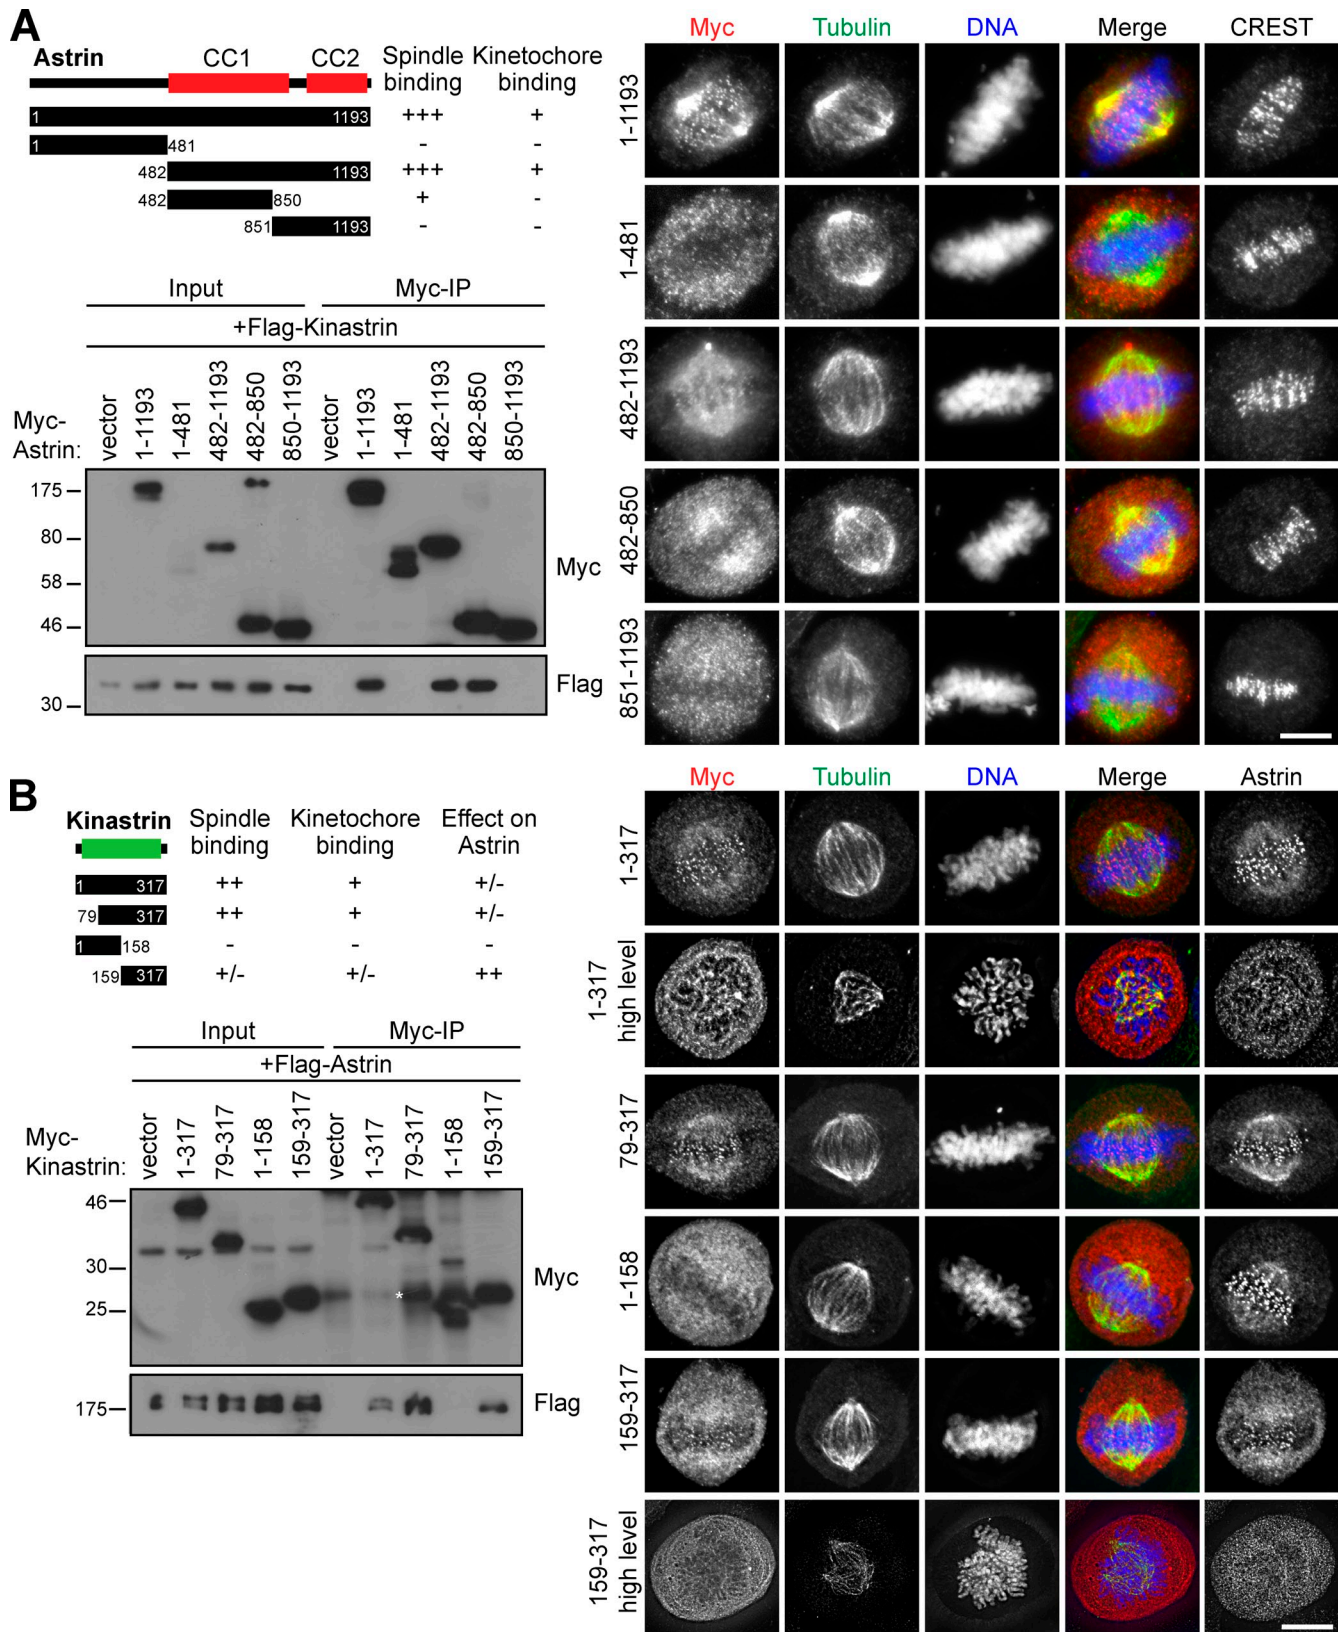 A
Astrin CC1 CC2 Spindle binding Kinetochore binding
1 1193 +++ +
1 481 - -
482 1193 +++ +
482 850 + -
851 1193 - -
Input Myc-IP
+Flag-Kinastrin
Myc-Astrin: vector 1-1193 1-481 482-1193 482-850 850-1193 vector 1-1193 1-481 482-1193 482-850 850-1193
175
80
58
46
Myc
30
Flag
Myc Tubulin DNA Merge CREST
1-1193
1-481
482-1193
482-850
851-1193
B
Kinastrin Spindle binding Kinetochore binding Effect on Astrin
1 317 ++ + +/-
79 317 ++ + +/-
1 158 - - -
159 317 +/- +/- ++
Input Myc-IP
+Flag-Astrin
Myc-Kinastrin: vector 1-317 79-317 1-158 159-317 vector 1-317 79-317 1-158 159-317
46
30
25
*
Myc
175
Flag
Myc Tubulin DNA Merge Astrin
1-317
1-317 high level
79-317
1-158
159-317
159-317 high level